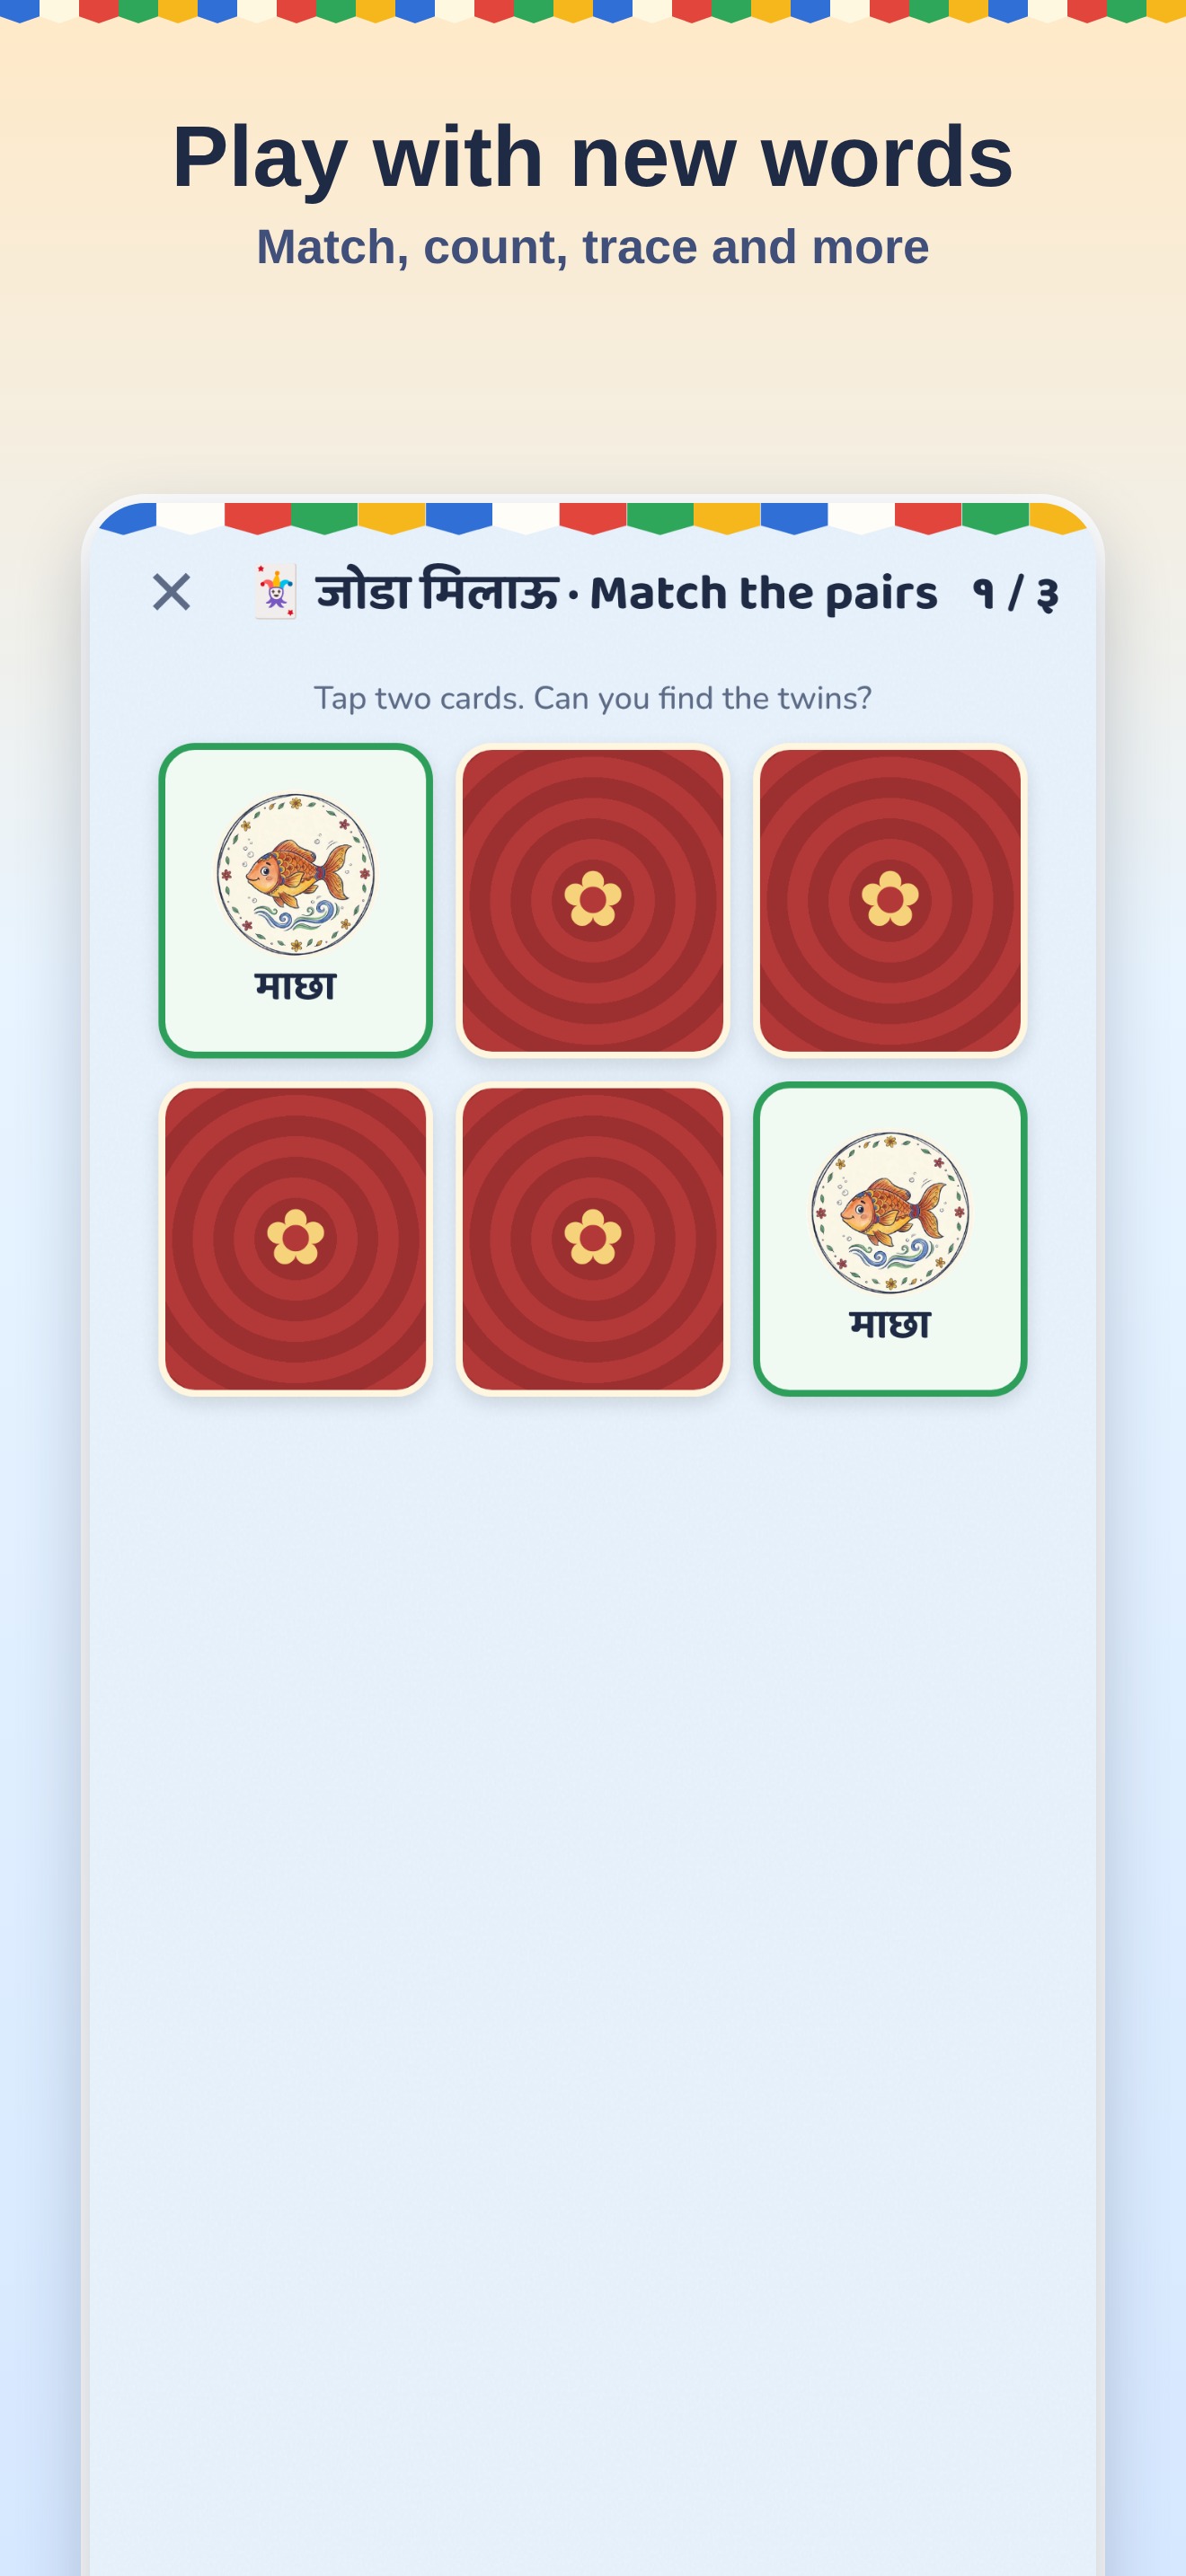 Play with new words
Match, count, trace and more
जोडा मिलाऊ · Match the pairs १ / ३
Tap two cards. Can you find the twins?
माछा
माछा